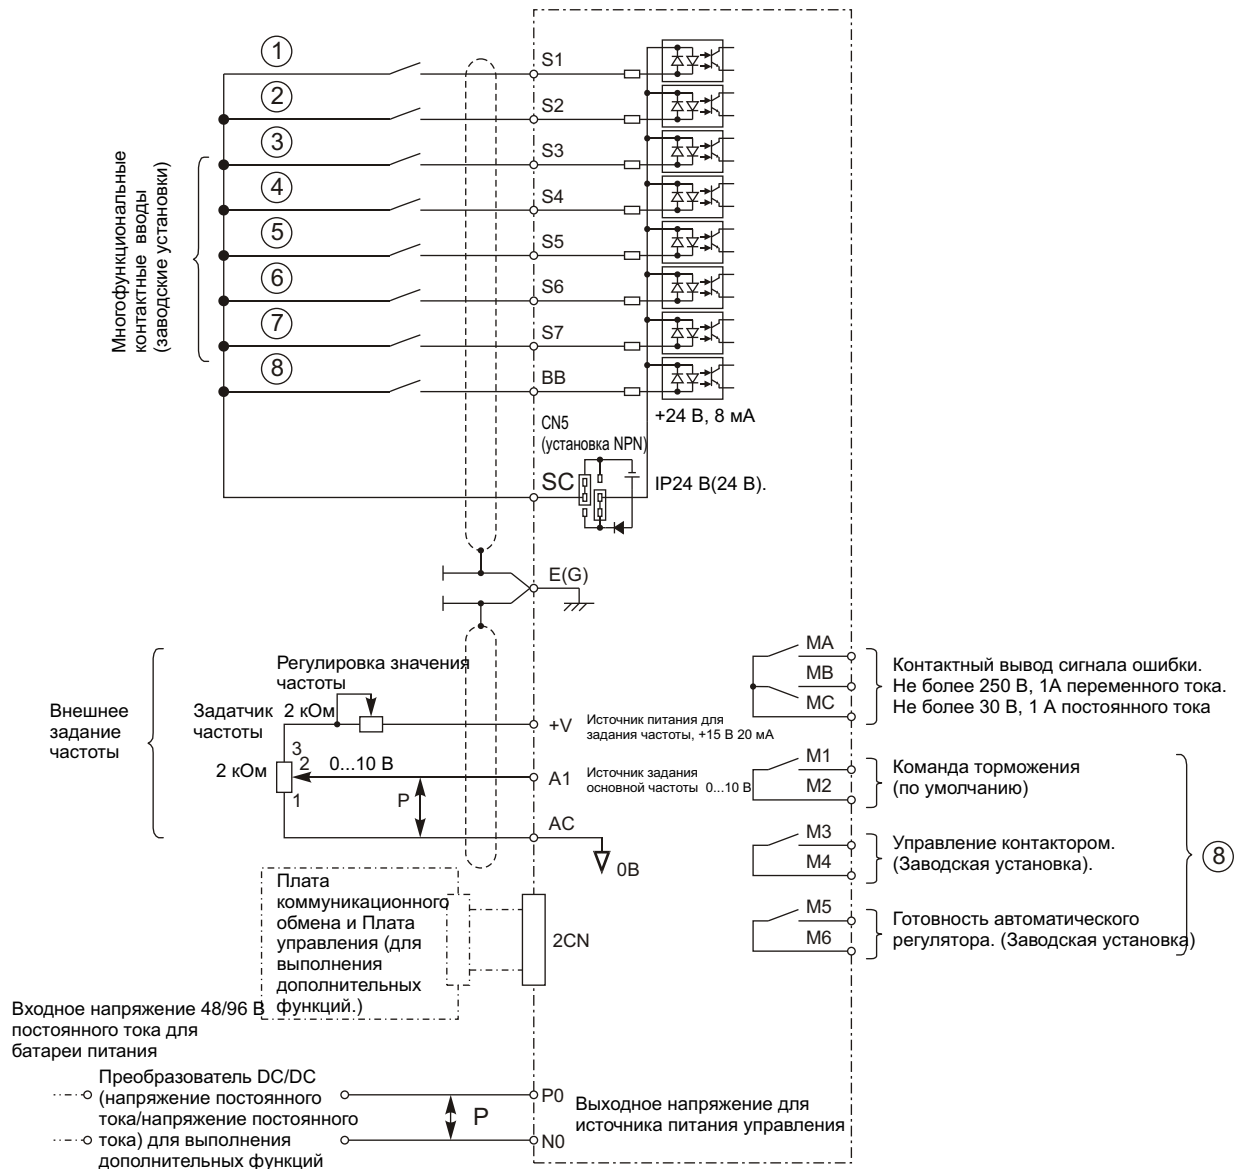 1
S1
2
S2
3
S3
4
S4
5
S5
6
S6
7
S7
8
BB
Многофункциональные
контактные вводы
(заводские установки)
+24 В, 8 мА
CN5
(установка NPN)
SC
IP24 В(24 В).
E(G)
Внешнее
задание
частоты
Регулировка значения
частоты
Задатчик
частоты
2 кОм
2 кОм
3
2
1
0...10 В
P
+V
Источник питания для
задания частоты, +15 В 20 мА
A1
Источник задания
основной частоты 0...10 В
AC
0В
MA
MB
MC
Контактный вывод сигнала ошибки.
Не более 250 В, 1А переменного тока.
Не более 30 В, 1 А постоянного тока
M1
M2
Команда торможения
(по умолчанию)
M3
M4
Управление контактором.
(Заводская установка).
M5
M6
Готовность автоматического
регулятора. (Заводская установка)
8
Плата
коммуникационного
обмена и Плата
управления (для
выполнения
дополнительных
функций.)
2CN
Входное напряжение 48/96 В
постоянного тока для
батареи питания
Преобразователь DC/DC
(напряжение постоянного
тока/напряжение постоянного
тока) для выполнения
дополнительных функций
P
P0
N0
Выходное напряжение для
источника питания управления